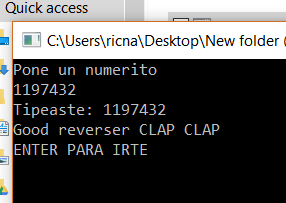 Quick access
C:\Users\ricna\Desktop\New folder (
Pone un numerito
1197432
Tipeaste: 1197432
Good reverser CLAP CLAP
ENTER PARA IRTE